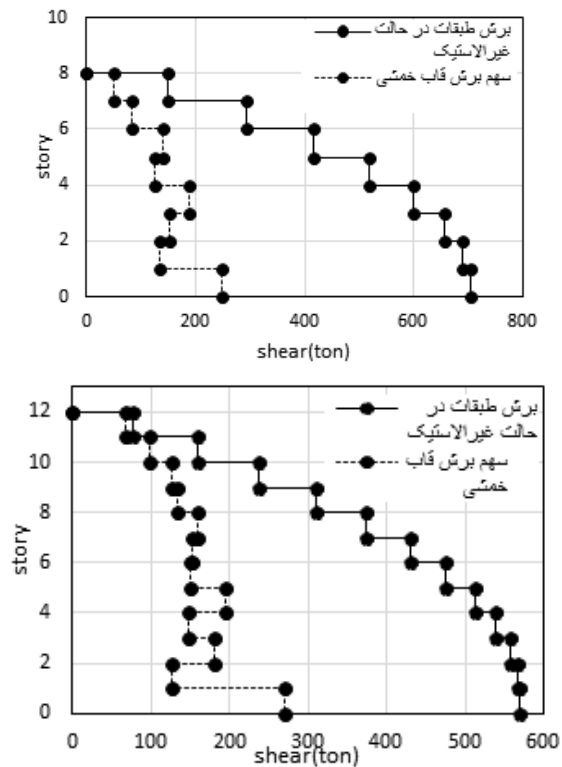 10
برش طبقات در حالت
غیرالاستیک
سهم برش قاب خمشی
8
6
story
4
2
0
0 200 400 600 800
shear(ton)
12
برش طبقات در
حالت غیرالاستیک
سهم برش قاب
خمشی
10
8
story
6
4
2
0
0 100 200 300 400 500 600
shear(ton)